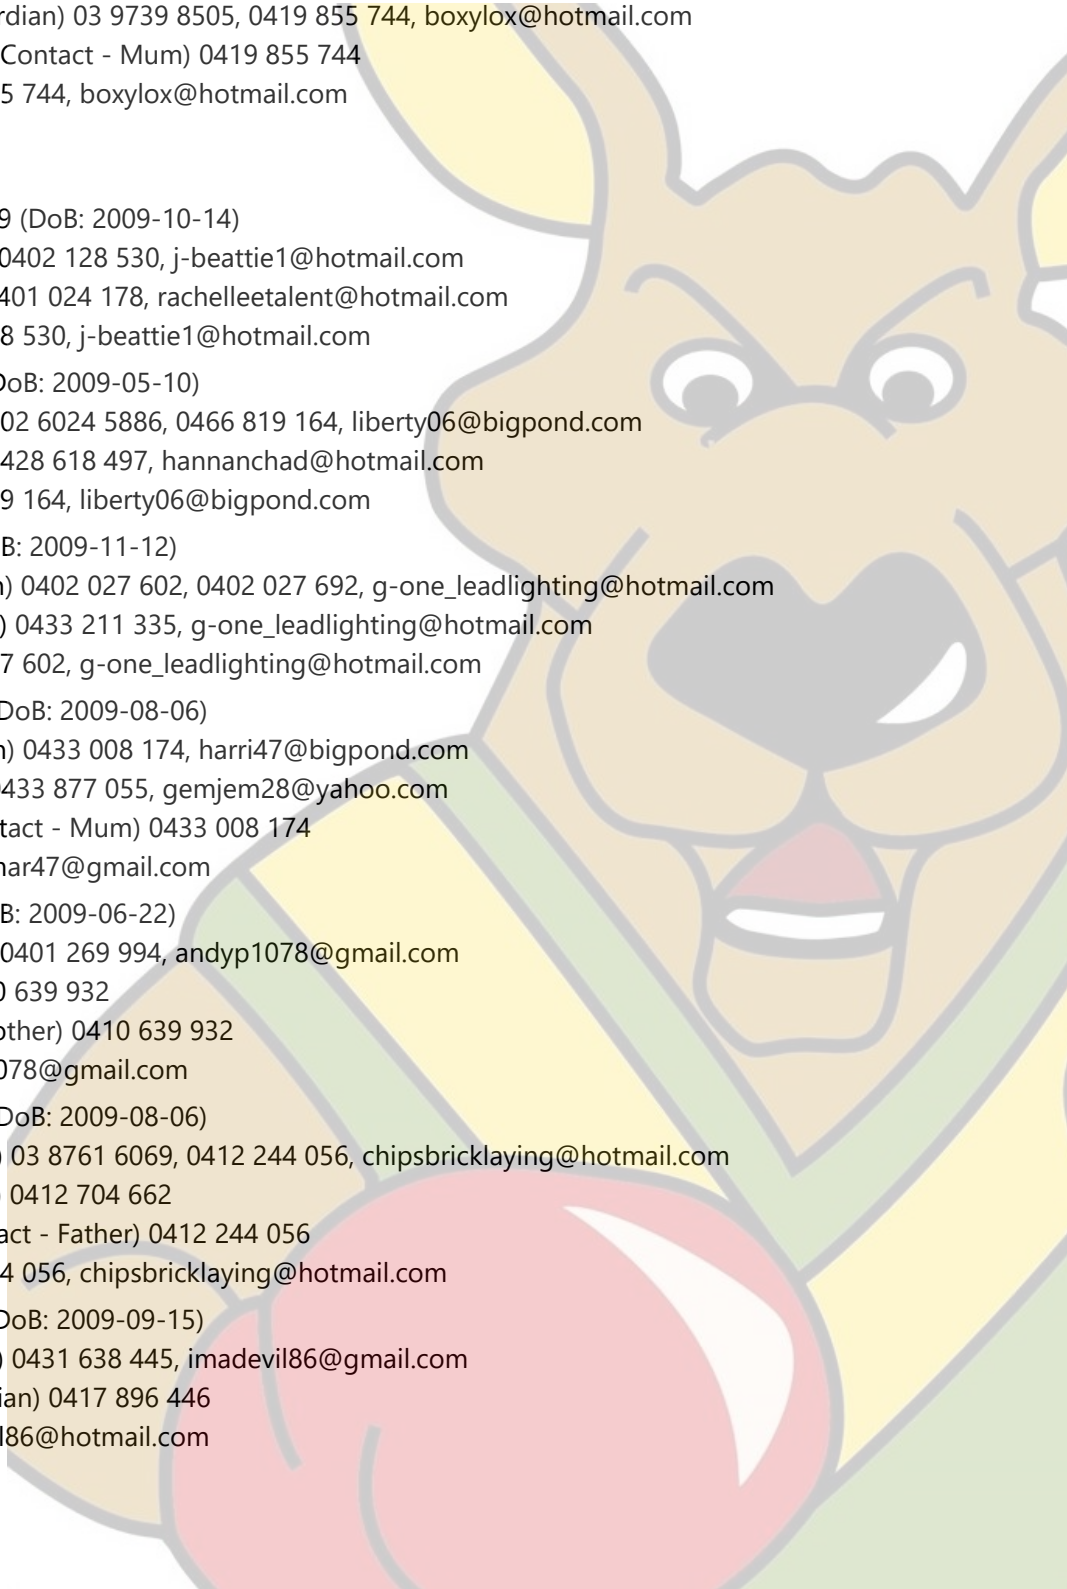 rdian) 03 9739 8505, 0419 855 744, boxylox@hotmail.com
Contact - Mum) 0419 855 744
5 744, boxylox@hotmail.com
9 (DoB: 2009-10-14)
0402 128 530, j-beattie1@hotmail.com
401 024 178, rachelleetalent@hotmail.com
8 530, j-beattie1@hotmail.com
DoB: 2009-05-10)
02 6024 5886, 0466 819 164, liberty06@bigpond.com
428 618 497, hannanchad@hotmail.com
9 164, liberty06@bigpond.com
B: 2009-11-12)
n) 0402 027 602, 0402 027 692, g-one_leadlighting@hotmail.com
) 0433 211 335, g-one_leadlighting@hotmail.com
7 602, g-one_leadlighting@hotmail.com
DoB: 2009-08-06)
n) 0433 008 174, harri47@bigpond.com
0433 877 055, gemjem28@yahoo.com
tact - Mum) 0433 008 174
har47@gmail.com
B: 2009-06-22)
0401 269 994, andyp1078@gmail.com
0 639 932
other) 0410 639 932
078@gmail.com
DoB: 2009-08-06)
) 03 8761 6069, 0412 244 056, chipsbricklaying@hotmail.com
) 0412 704 662
act - Father) 0412 244 056
4 056, chipsbricklaying@hotmail.com
DoB: 2009-09-15)
) 0431 638 445, imadevil86@gmail.com
ian) 0417 896 446
l86@hotmail.com